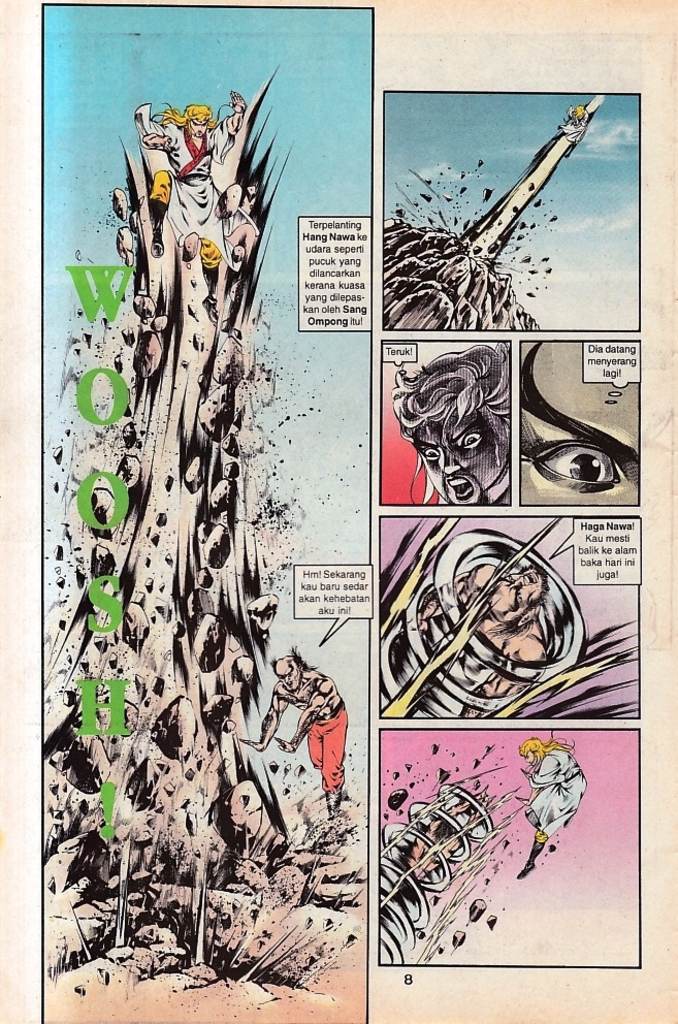 WOOSH!
Terpelanting
Hang Nawa ke
udara seperti
pucuk yang
dilancarkan
kerana kuasa
yang dilepas-
kan oleh Sang
Ompong itu!
Hm! Sekarang
kau baru sedar
akan kehebatan
aku ini!
Teruk!
Dia datang
menyerang
lagi!
Haga Nawa!
Kau mesti
balik ke alam
baka hari ini
juga!
8